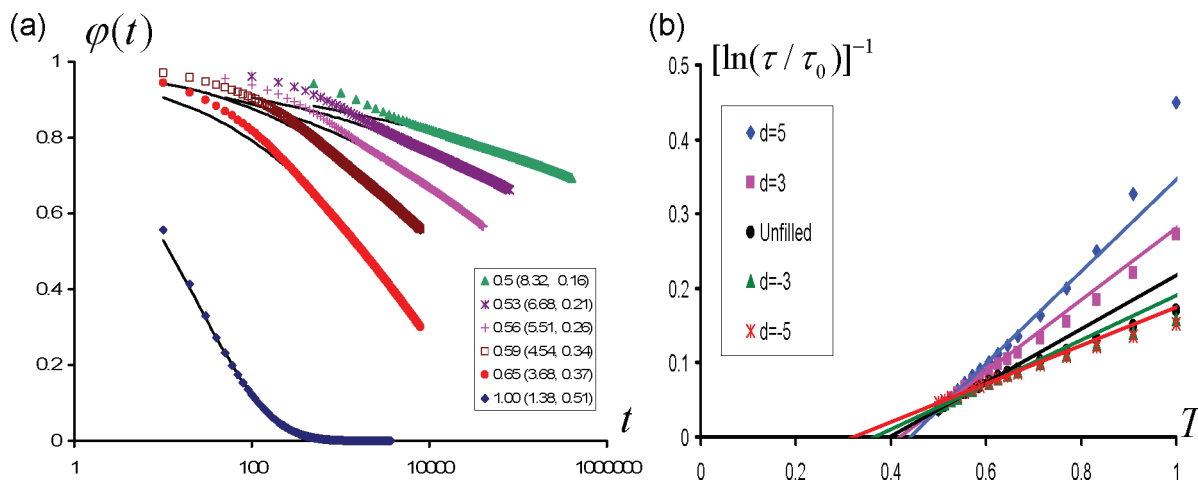 (a)
φ(t)
1
0.8
0.6
0.4
0.2
0
1
100
10000
1000000
t
0.5 (8.32, 0.16)
0.53 (6.68, 0.21)
0.56 (5.51, 0.26)
0.59 (4.54, 0.34)
0.65 (3.68, 0.37)
1.00 (1.38, 0.51)
(b)
[ln(τ / τ₀)]⁻¹
0.5
0.4
0.3
0.2
0.1
0
0
0.2
0.4
0.6
0.8
1
T
d=5
d=3
Unfilled
d=-3
d=-5